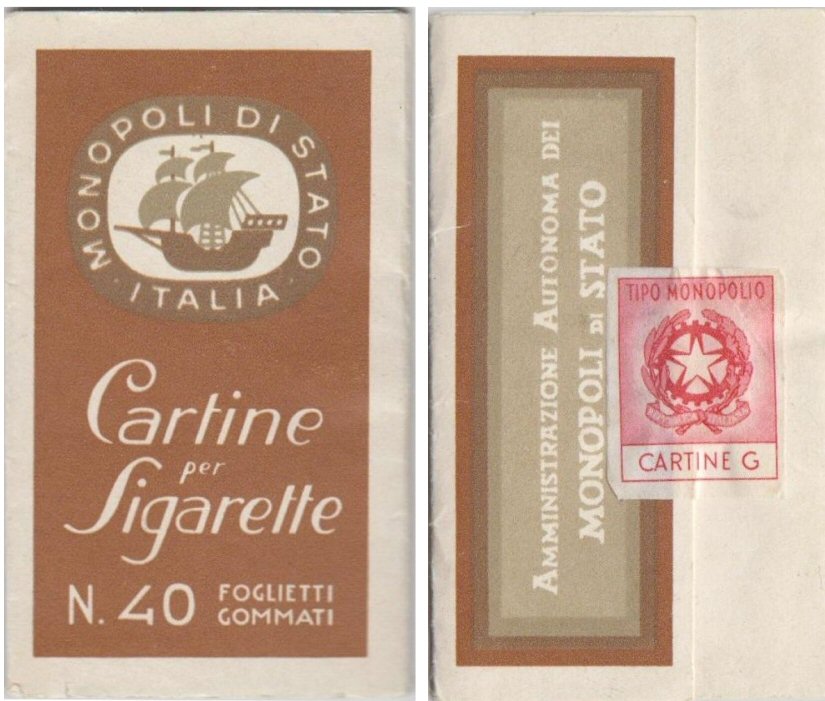 MONOPOLI DI STATO
· ITALIA ·
Cartine
per
Sigarette
N. 40 FOGLIETTI
GOMMATI
AMMINISTRAZIONE AUTONOMA DEI
MONOPOLI DI STATO
TIPO MONOPOLIO
CARTINE G